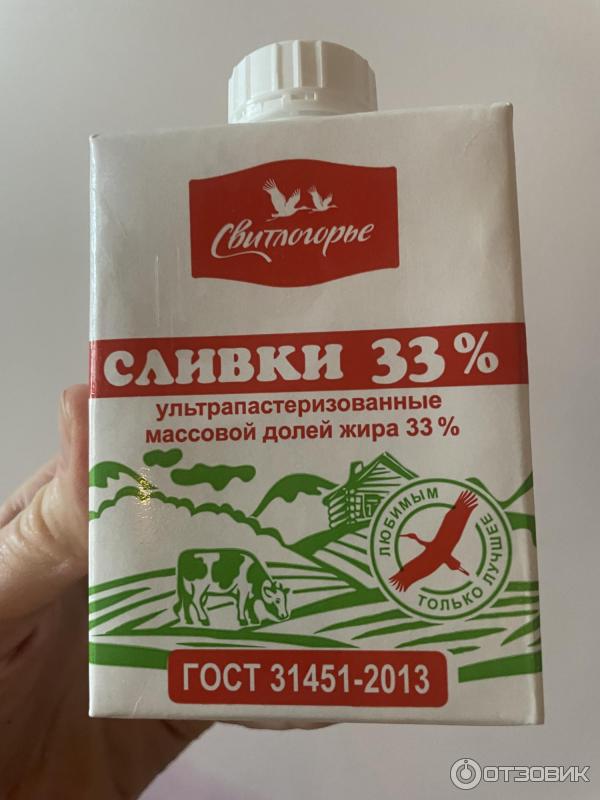 Свитлогорье
СЛИВКИ 33%
ультрапастеризованные
массовой долей жира 33%
ЛЮБИМЫМ
ТОЛЬКО ЛУЧШЕЕ
ГОСТ 31451-2013
ОТЗОВИК